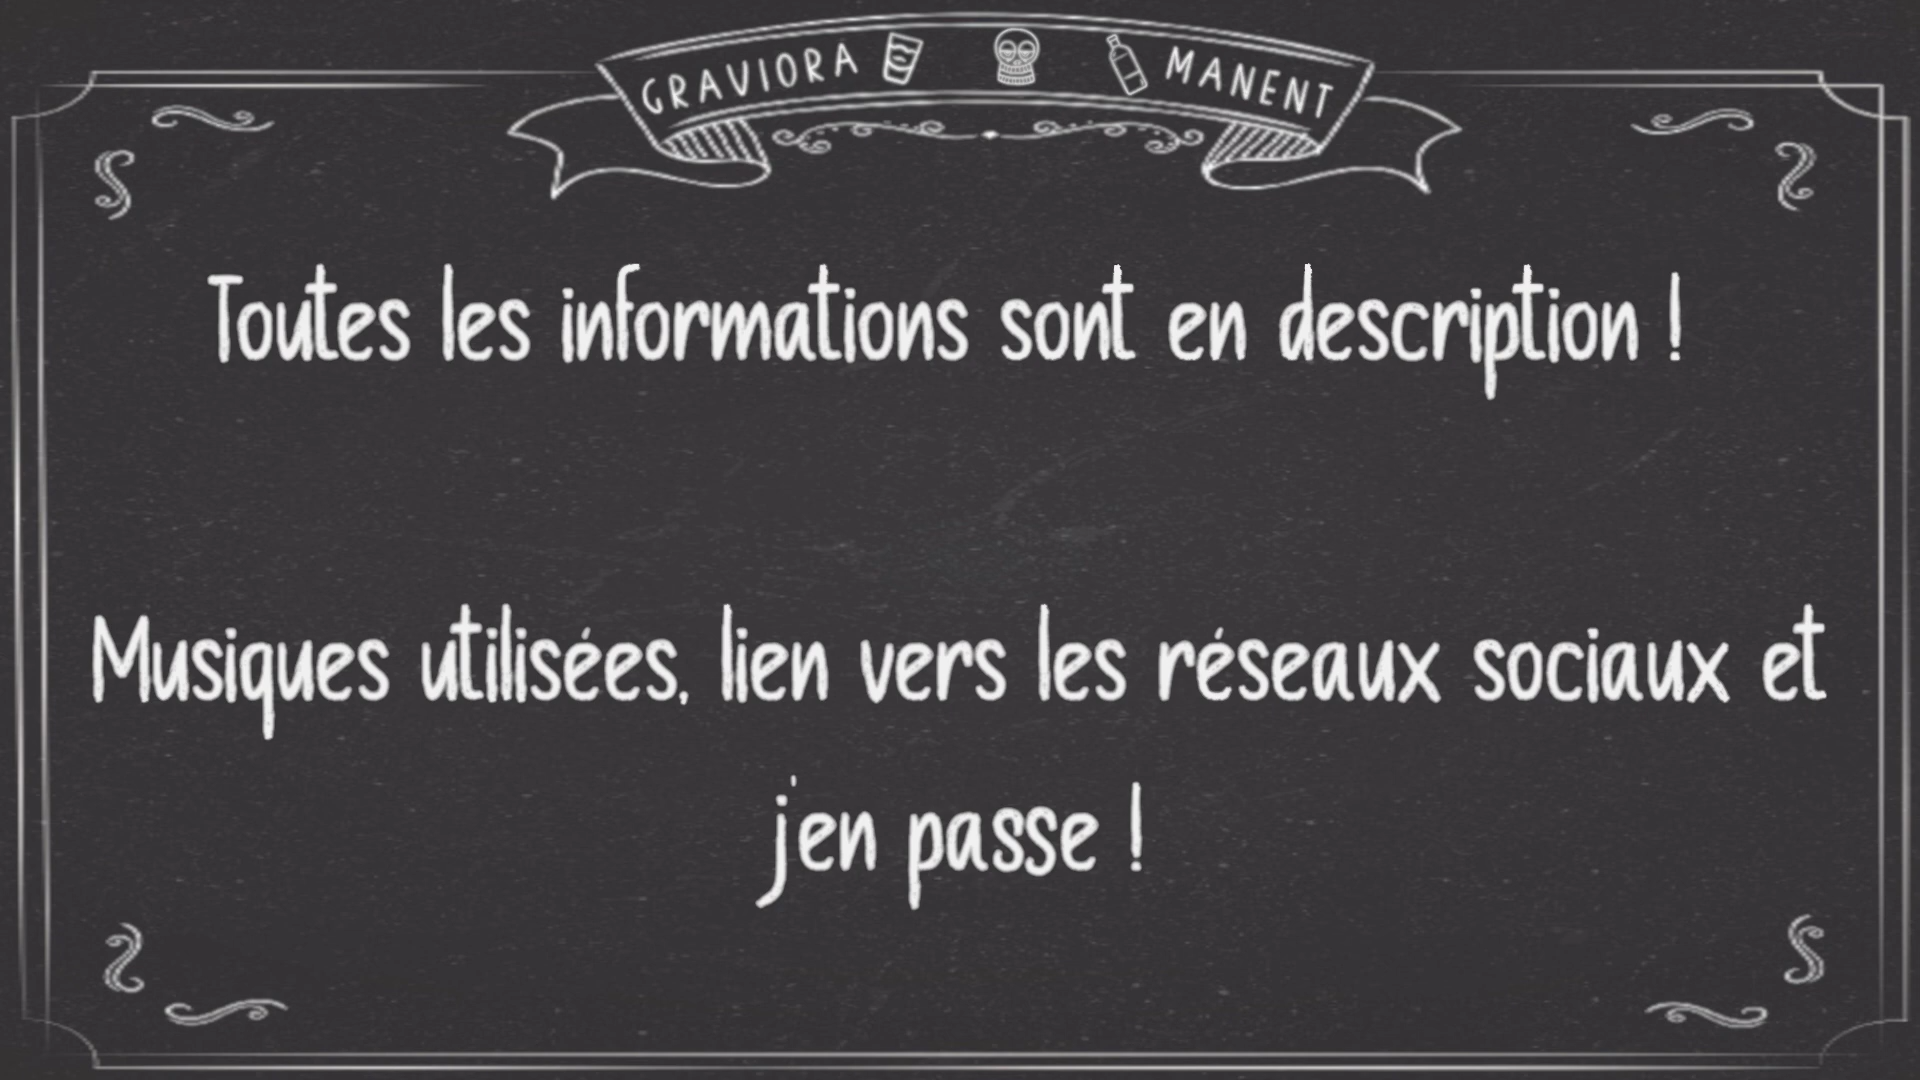 GRAVIORA MANENT
Toutes les informations sont en description !
Musiques utilisées, lien vers les réseaux sociaux et
j'en passe !